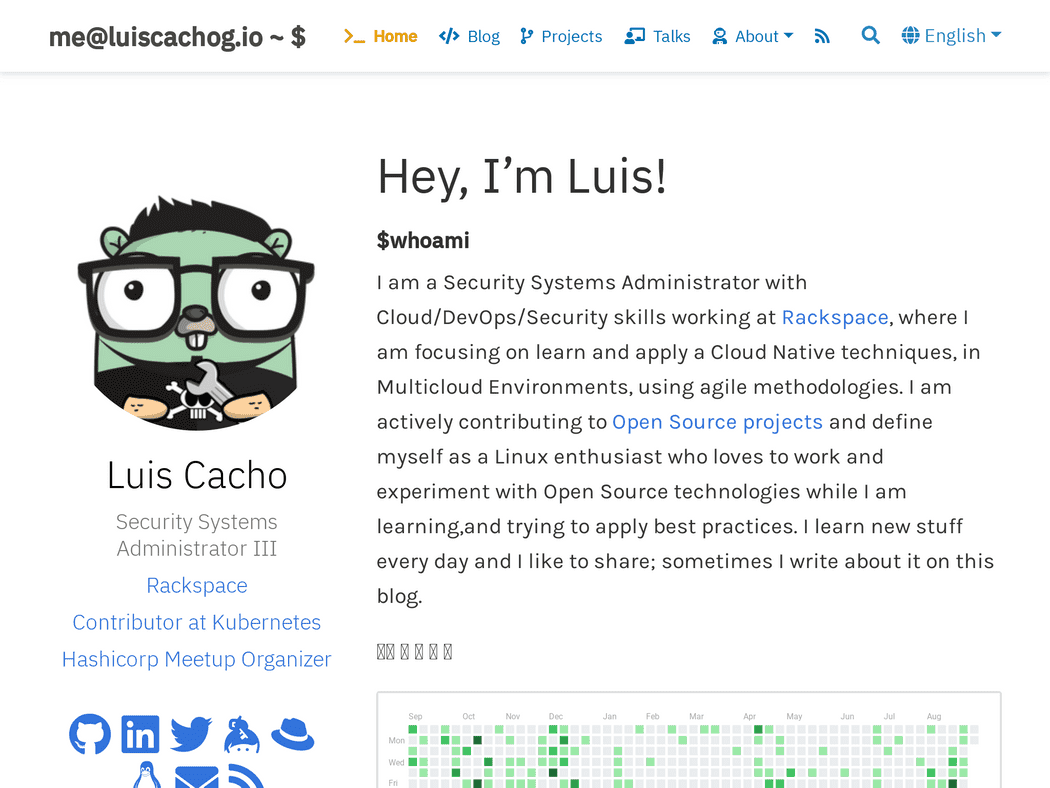 me@luiscachog.io ~ $
Home
Blog
Projects
Talks
About
English
Hey, I’m Luis!
$whoami
I am a Security Systems Administrator with
Cloud/DevOps/Security skills working at Rackspace, where I
am focusing on learn and apply a Cloud Native techniques, in
Multicloud Environments, using agile methodologies. I am
actively contributing to Open Source projects and define
myself as a Linux enthusiast who loves to work and
experiment with Open Source technologies while I am
learning,and trying to apply best practices. I learn new stuff
every day and I like to share; sometimes I write about it on this
blog.
Luis Cacho
Security Systems
Administrator III
Rackspace
Contributor at Kubernetes
Hashicorp Meetup Organizer
Sep Oct Nov Dec Jan Feb Mar Apr May Jun Jul Aug
Mon
Wed
Fri